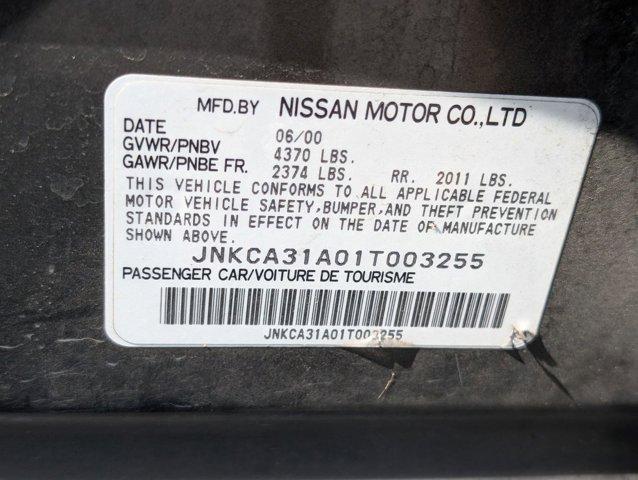 MFD.BY NISSAN MOTOR CO.,LTD
DATE 06/00
GVWR/PNBV 4370 LBS.
GAWR/PNBE FR. 2374 LBS. RR. 2011 LBS.
THIS VEHICLE CONFORMS TO ALL APPLICABLE FEDERAL
MOTOR VEHICLE SAFETY,BUMPER,AND THEFT PREVENTION
STANDARDS IN EFFECT ON THE DATE OF MANUFACTURE
SHOWN ABOVE.
JNKCA31A01T003255
PASSENGER CAR/VOITURE DE TOURISME
JNKCA31A01T003255